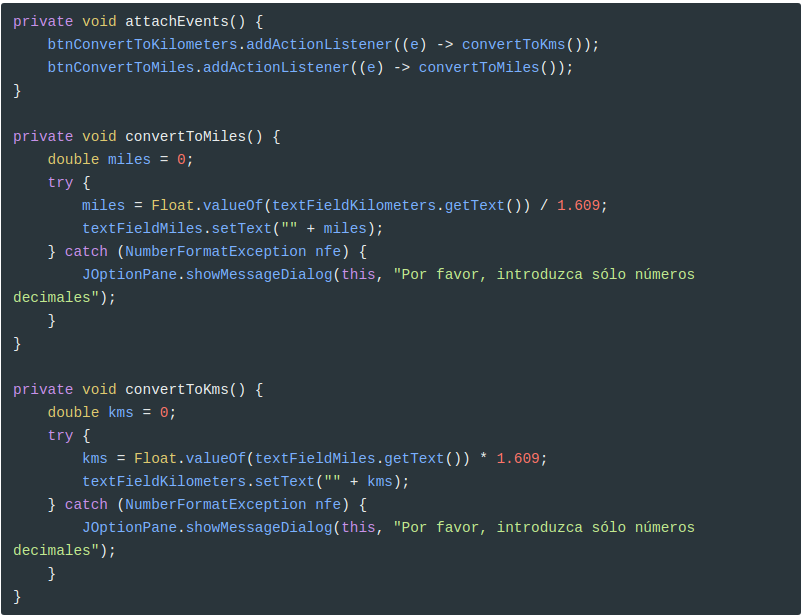 private void attachEvents() {
    btnConvertToKilometers.addActionListener((e) -> convertToKms());
    btnConvertToMiles.addActionListener((e) -> convertToMiles());
}

private void convertToMiles() {
    double miles = 0;
    try {
        miles = Float.valueOf(textFieldKilometers.getText()) / 1.609;
        textFieldMiles.setText("" + miles);
    } catch (NumberFormatException nfe) {
        JOptionPane.showMessageDialog(this, "Por favor, introduzca sólo números
decimales");
    }
}

private void convertToKms() {
    double kms = 0;
    try {
        kms = Float.valueOf(textFieldMiles.getText()) * 1.609;
        textFieldKilometers.setText("" + kms);
    } catch (NumberFormatException nfe) {
        JOptionPane.showMessageDialog(this, "Por favor, introduzca sólo números
decimales");
    }
}